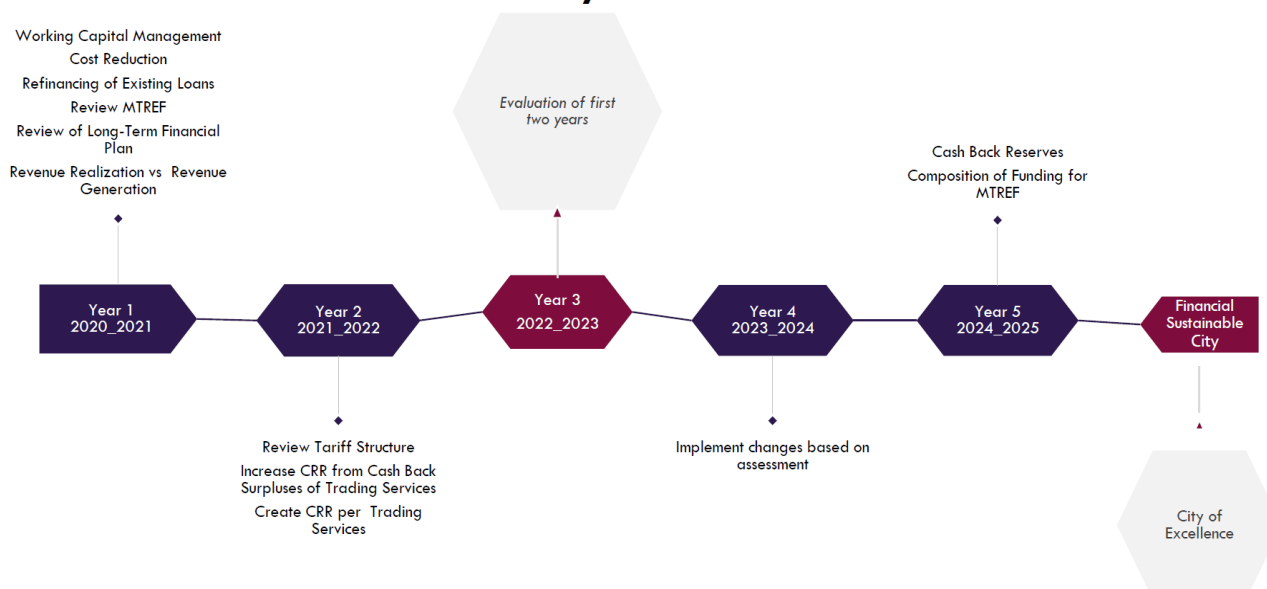 Working Capital Management
Cost Reduction
Refinancing of Existing Loans
Review MTREF
Review of Long-Term Financial
Plan
Revenue Realization vs Revenue
Generation
Evaluation of first
two years
Cash Back Reserves
Composition of Funding for
MTREF
Year 1
2020_2021
Year 2
2021_2022
Year 3
2022_2023
Year 4
2023_2024
Year 5
2024_2025
Financial
Sustainable
City
Review Tariff Structure
Increase CRR from Cash Back
Surpluses of Trading Services
Create CRR per Trading
Services
Implement changes based on
assessment
City of
Excellence